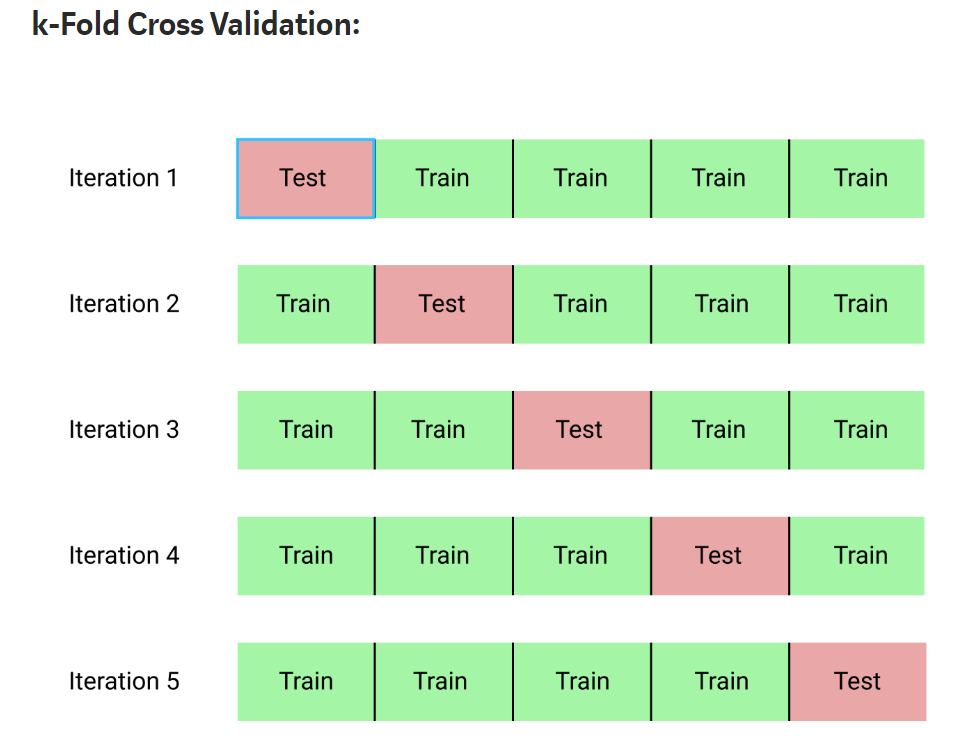 k-Fold Cross Validation:
Iteration 1 Test Train Train Train Train
Iteration 2 Train Test Train Train Train
Iteration 3 Train Train Test Train Train
Iteration 4 Train Train Train Test Train
Iteration 5 Train Train Train Train Test